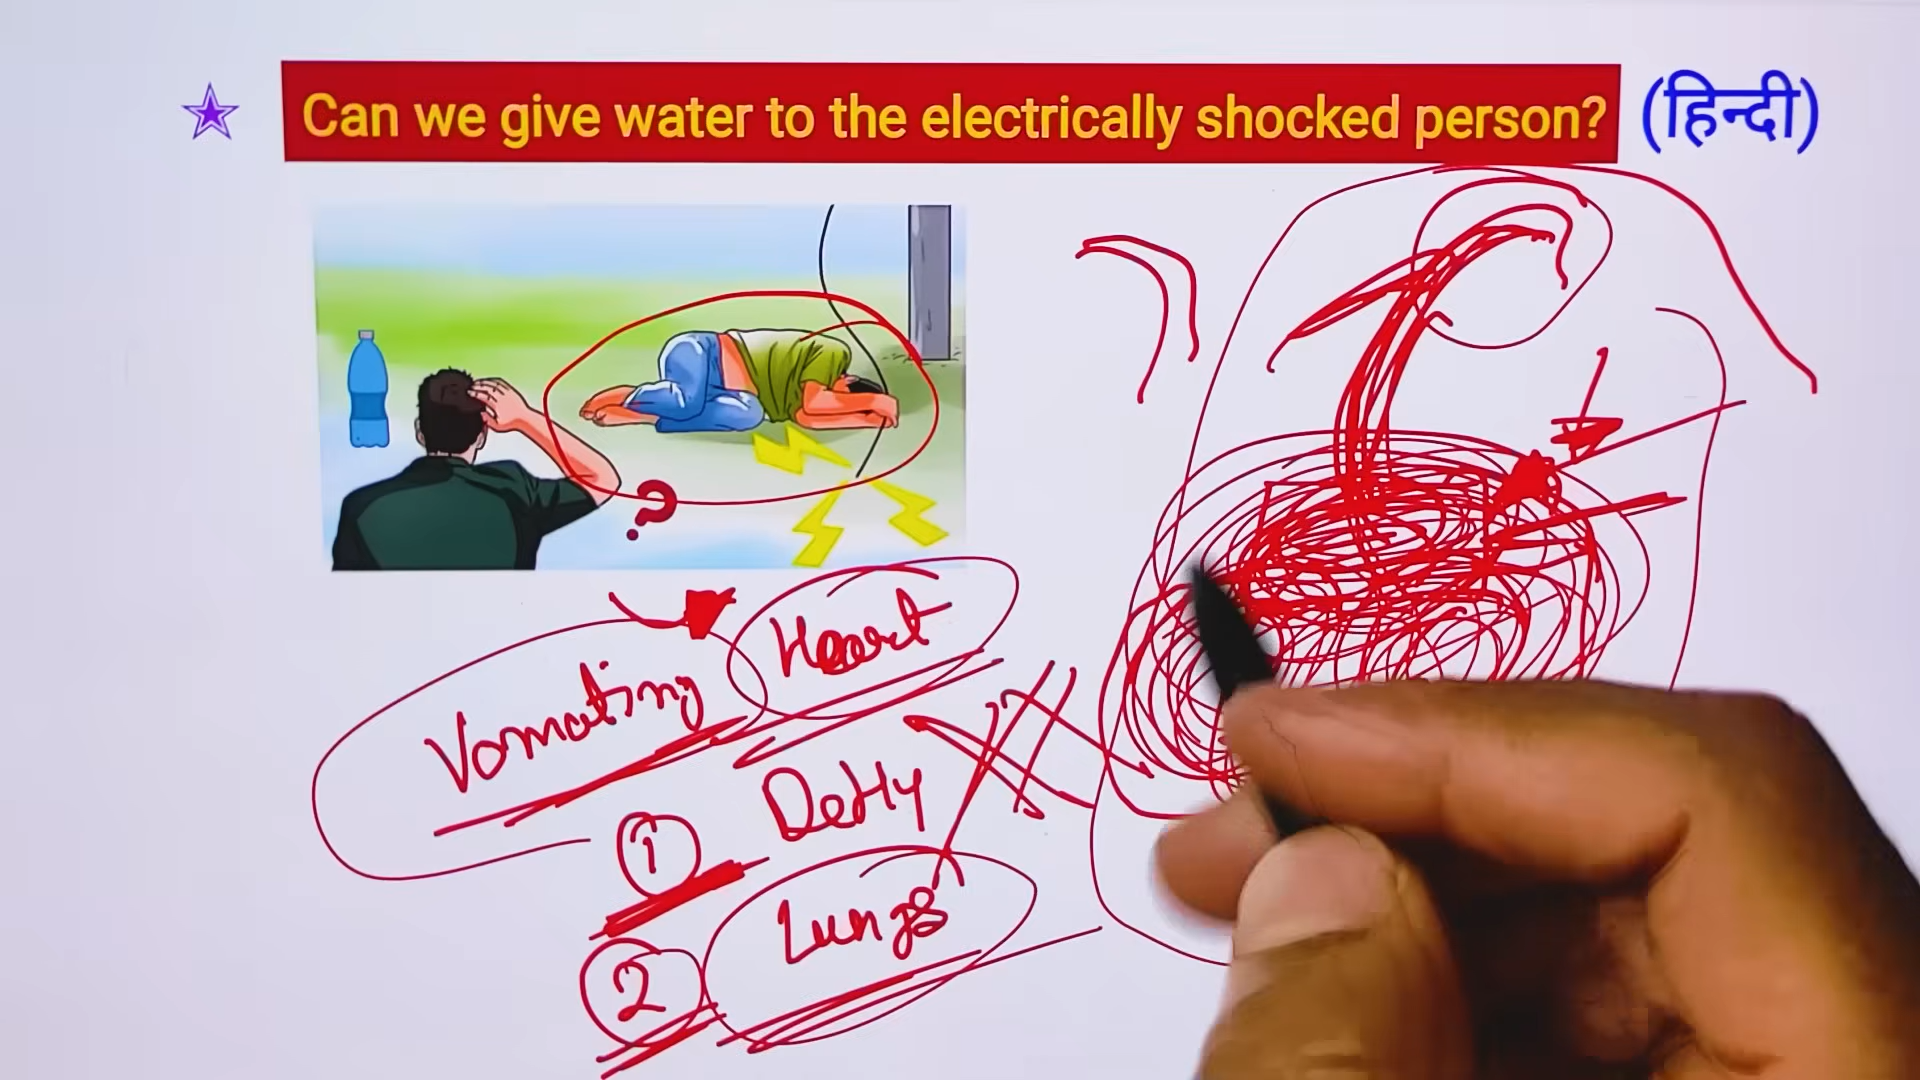 Can we give water to the electrically shocked person? (हिन्दी)
?
Heart
Vomating
① DeHy
② Lungs